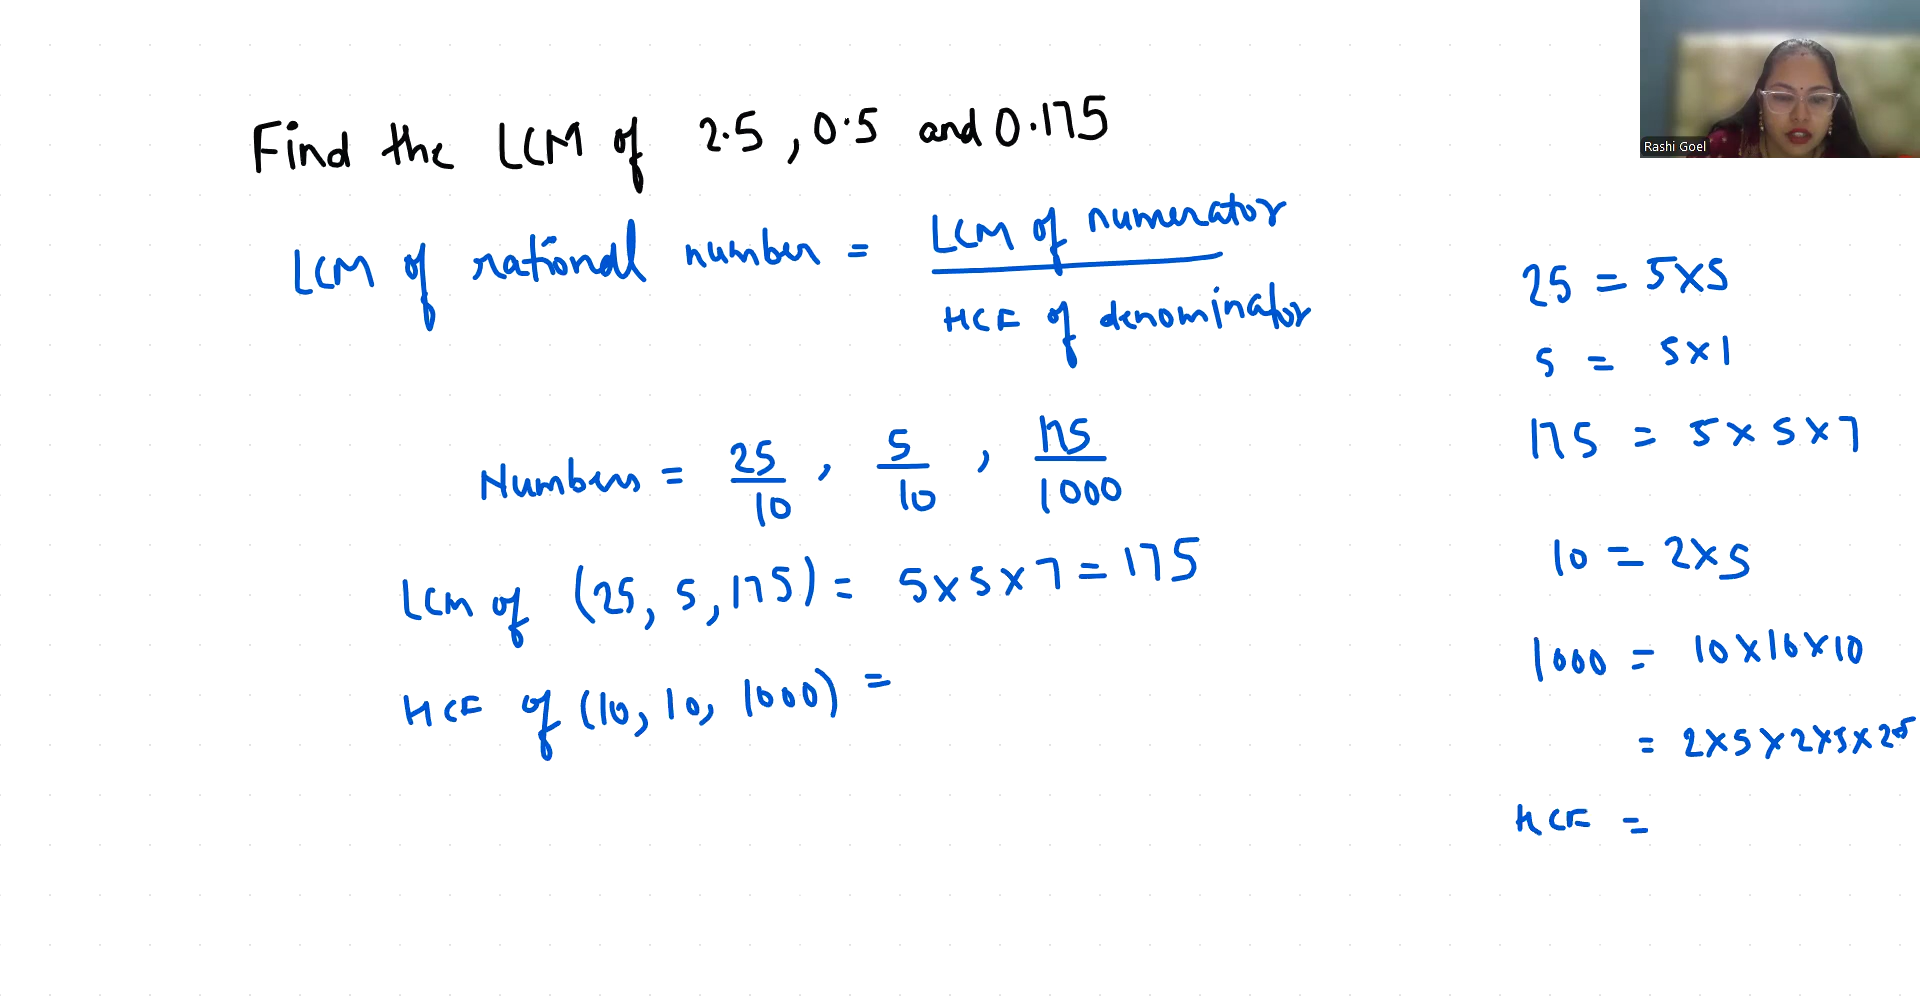 Rashi Goel
Find the LCM of 2.5, 0.5 and 0.175
LCM of rational number = LCM of numerator
HCF of denominator
Numbers = 25/10, 5/10, 175/1000
LCM of (25, 5, 175) = 5×5×7 = 175
HCF of (10, 10, 1000) =
25 = 5×5
5 = 5×1
175 = 5×5×7
10 = 2×5
1000 = 10×10×10
= 2×5×2×5×2×5
HCF =